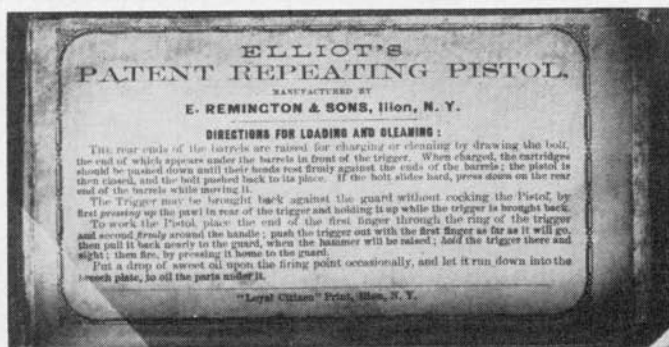 ELLIOT'S
PATENT REPEATING PISTOL,
MANUFACTURED BY
E. REMINGTON & SONS, Ilion, N. Y.
DIRECTIONS FOR LOADING AND CLEANING:
THE rear ends of the barrels are raised for charging or cleaning by drawing the bolt,
the end of which appears under the barrels in front of the trigger. When charged, the cartridges
should be pushed down until their heads rest firmly against the ends of the barrels; the pistol is
then closed, and the bolt pushed back to its place. If the bolt slides hard, press down on the rear
end of the barrels while moving it.
The Trigger may be brought back against the guard without cocking the Pistol, by
first pressing up the pawl in rear of the trigger and holding it up while the trigger is brought back.
To work the Pistol, place the end of the first finger through the ring of the trigger
and second firmly around the handle; push the trigger out with the first finger as far as it will go,
then pull it back nearly to the guard, when the hammer will be raised; hold the trigger there and
sight; then fire, by pressing it home to the guard.
Put a drop of sweet oil upon the firing point occasionally, and let it run down into the
breech plate, to oil the parts under it.
"Loyal Citizen" Print, Ilion, N. Y.